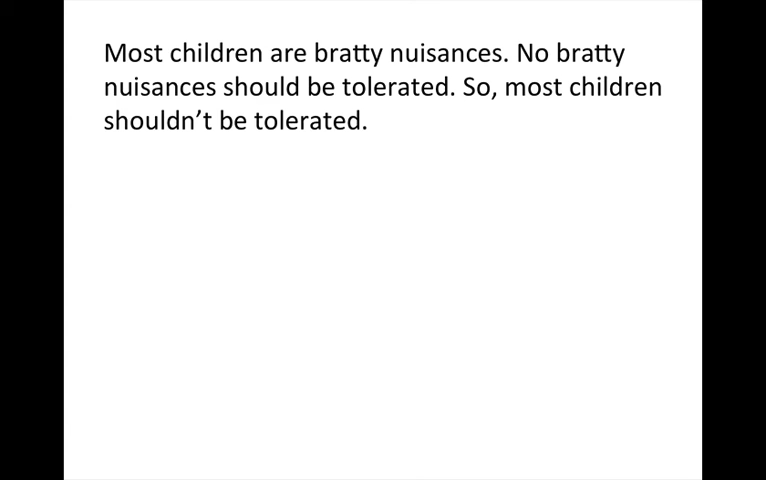 Most children are bratty nuisances. No bratty
nuisances should be tolerated. So, most children
shouldn’t be tolerated.